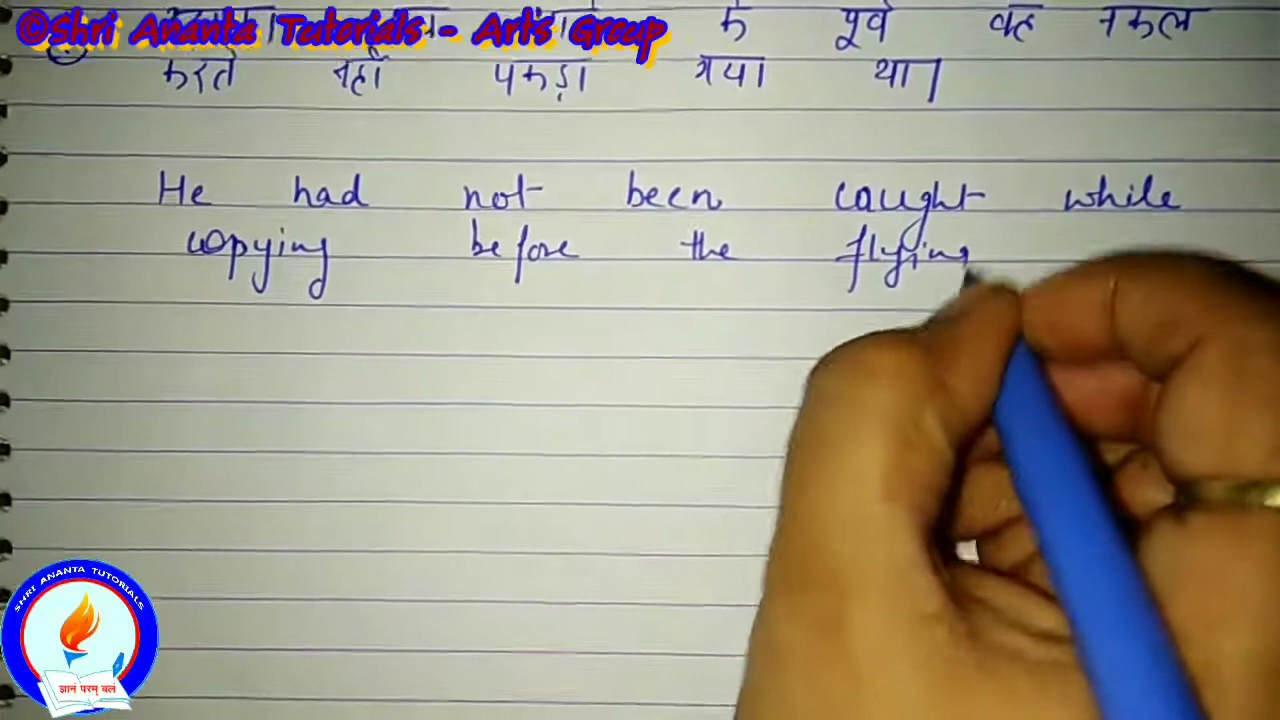 ©Shri Ananta Tutorials - Arts Group
के पूर्व वह नकल
करते नहीं पकड़ा गया था।
He had not been caught while
copying before the flying
SHRI ANANTA TUTORIALS
ज्ञानं परमं बलं